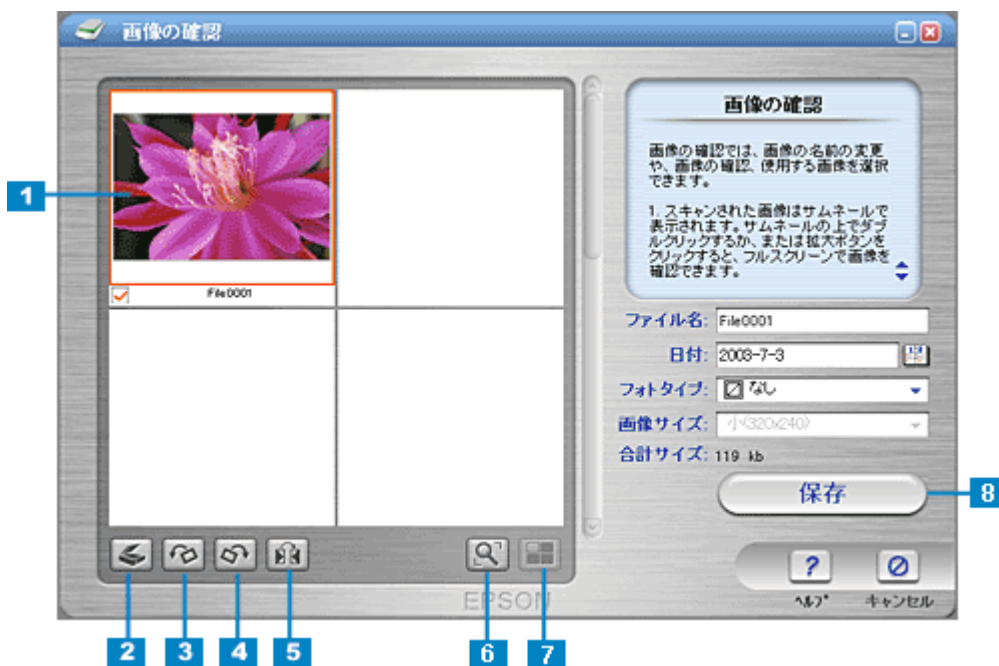 画像の確認
画像の確認
画像の確認では、画像の名前の変更
や、画像の確認、使用する画像を選択
できます。
1. スキャンされた画像はサムネールで
表示されます。サムネールの上でダブ
ルクリックするか、または拡大ボタンを
クリックすると、フルスクリーンで画像を
確認できます。
1
File0001
ファイル名: File0001
日付: 2003-7-3
フォトタイプ: なし
画像サイズ: 小(320x240)
合計サイズ: 119 kb
保存
8
ヘルプ
キャンセル
EPSON
2
3
4
5
6
7